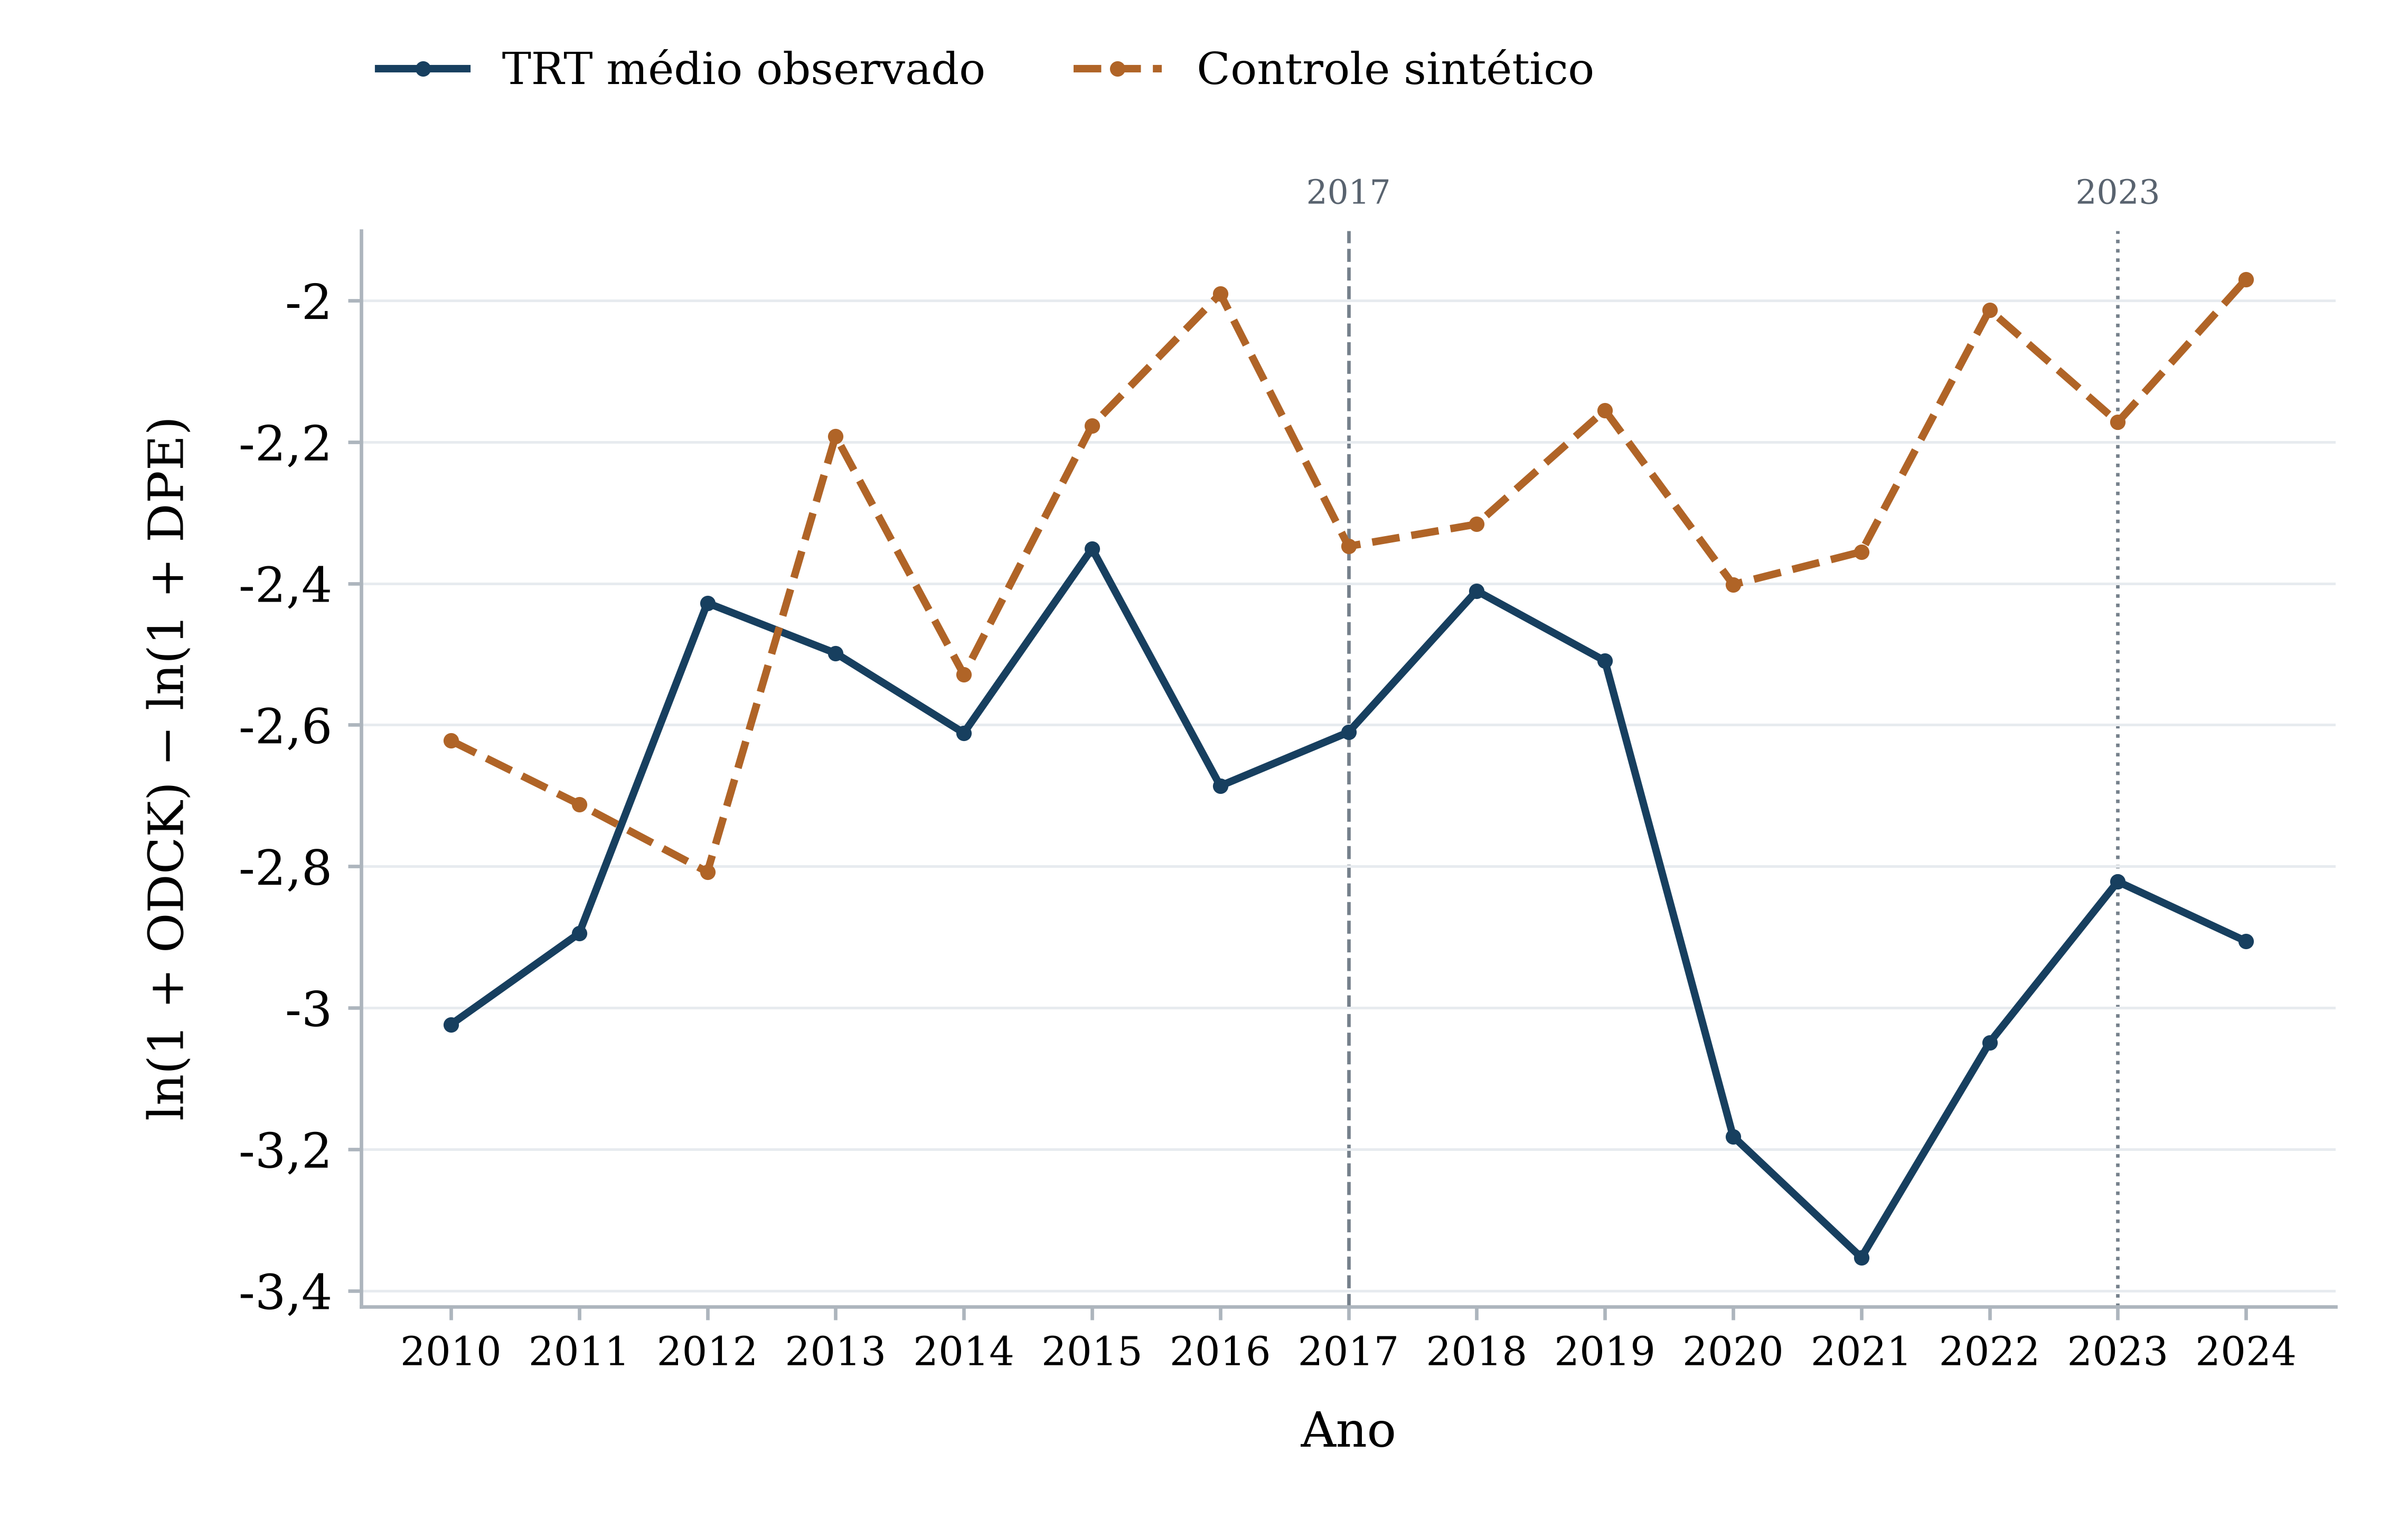 TRT médio observado
Controle sintético
2017
2023
ln(1 + ODCK) − ln(1 + DPE)
-2
-2,2
-2,4
-2,6
-2,8
-3
-3,2
-3,4
2010 2011 2012 2013 2014 2015 2016 2017 2018 2019 2020 2021 2022 2023 2024
Ano